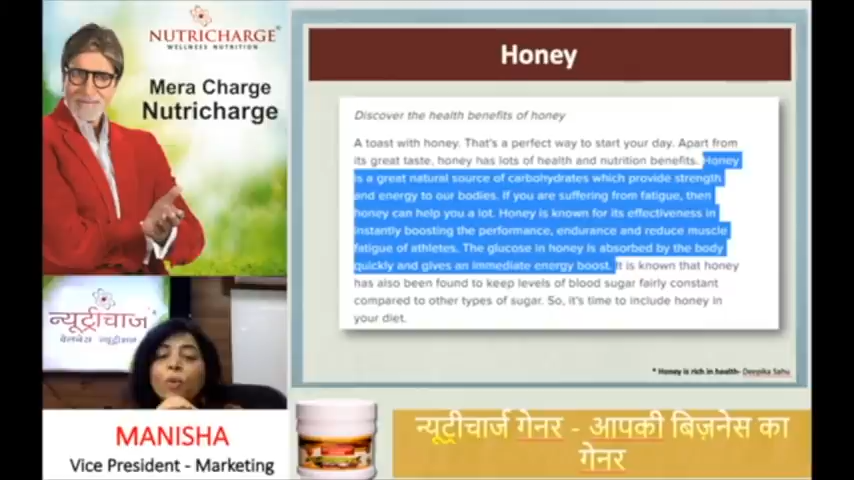 NUTRICHARGE
WELLNESS NUTRITION
Mera Charge
Nutricharge
Honey
Discover the health benefits of honey
A toast with honey. That's a perfect way to start your day. Apart from
its great taste, honey has lots of health and nutrition benefits. Honey
is a great natural source of carbohydrates which provide strength
and energy to our bodies. If you are suffering from fatigue, then
honey can help you a lot. Honey is known for its effectiveness in
instantly boosting the performance, endurance and reduce muscle
fatigue of athletes. The glucose in honey is absorbed by the body
quickly and gives an immediate energy boost. It is known that honey
has also been found to keep levels of blood sugar fairly constant
compared to other types of sugar. So, it's time to include honey in
your diet.
* Honey is rich in health- Deepika Sahu
न्यूट्रीचार्ज
वेलनेस न्यूट्रीशन
MANISHA
Vice President - Marketing
न्यूट्रीचार्ज गेनर - आपकी बिज़नेस का
गेनर